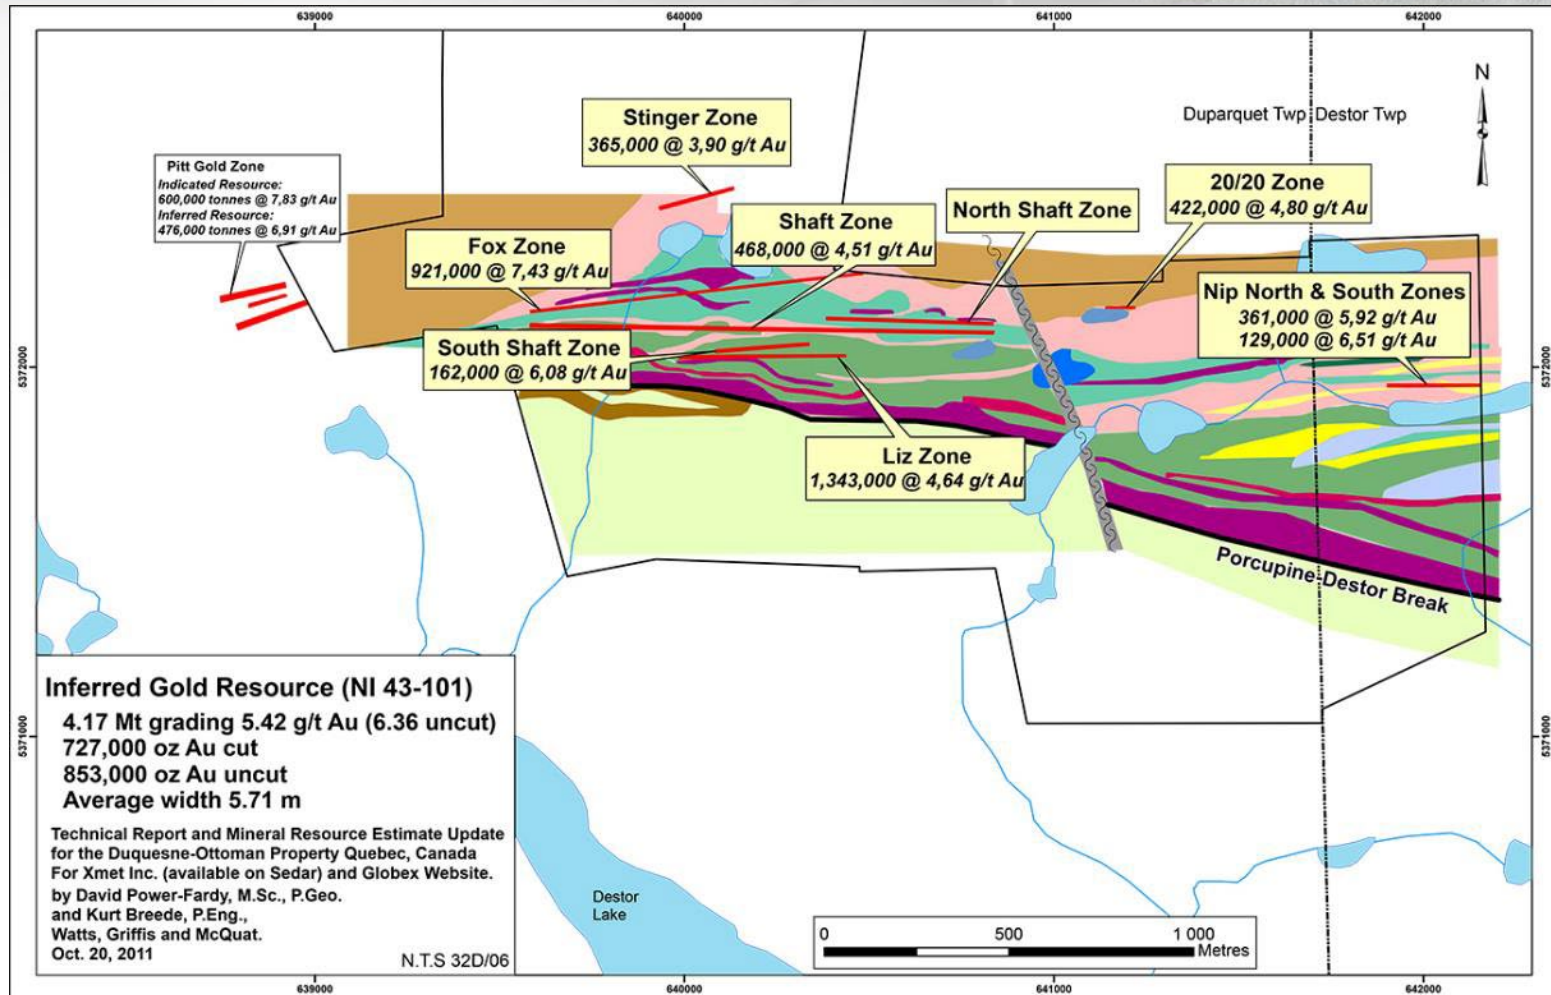 639000
640000
641000
642000
N
Duparquet Twp
Destor Twp
Stinger Zone
365,000 @ 3,90 g/t Au
Pitt Gold Zone
Indicated Resource:
600,000 tonnes @ 7,83 g/t Au
Inferred Resource:
476,000 tonnes @ 6,91 g/t Au
20/20 Zone
422,000 @ 4,80 g/t Au
North Shaft Zone
Shaft Zone
468,000 @ 4,51 g/t Au
Fox Zone
921,000 @ 7,43 g/t Au
Nip North & South Zones
361,000 @ 5,92 g/t Au
129,000 @ 6,51 g/t Au
South Shaft Zone
162,000 @ 6,08 g/t Au
5372000
5372000
Liz Zone
1,343,000 @ 4,64 g/t Au
Porcupine-Destor Break
Inferred Gold Resource (NI 43-101)
4.17 Mt grading 5.42 g/t Au (6.36 uncut)
727,000 oz Au cut
853,000 oz Au uncut
Average width 5.71 m
5371000
5371000
Technical Report and Mineral Resource Estimate Update
for the Duquesne-Ottoman Property Quebec, Canada
For Xmet Inc. (available on Sedar) and Globex Website.
by David Power-Fardy, M.Sc., P.Geo.
and Kurt Breede, P.Eng.,
Watts, Griffis and McQuat.
Oct. 20, 2011
N.T.S 32D/06
Destor
Lake
0
500
1 000
Metres
639000
640000
641000
642000